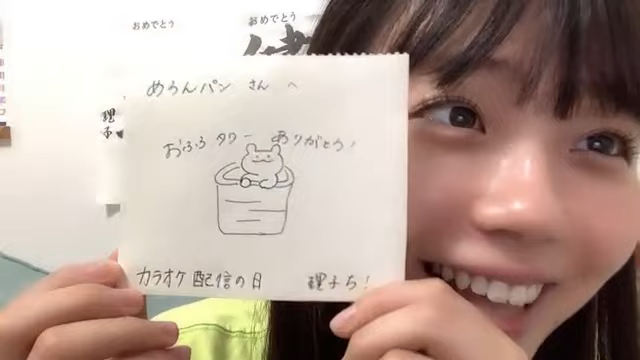 おめでとう
おめでとう
めろんパン さん へ
おふろ タワー ありがとう!
カラオケ 配信の日 理子ち!